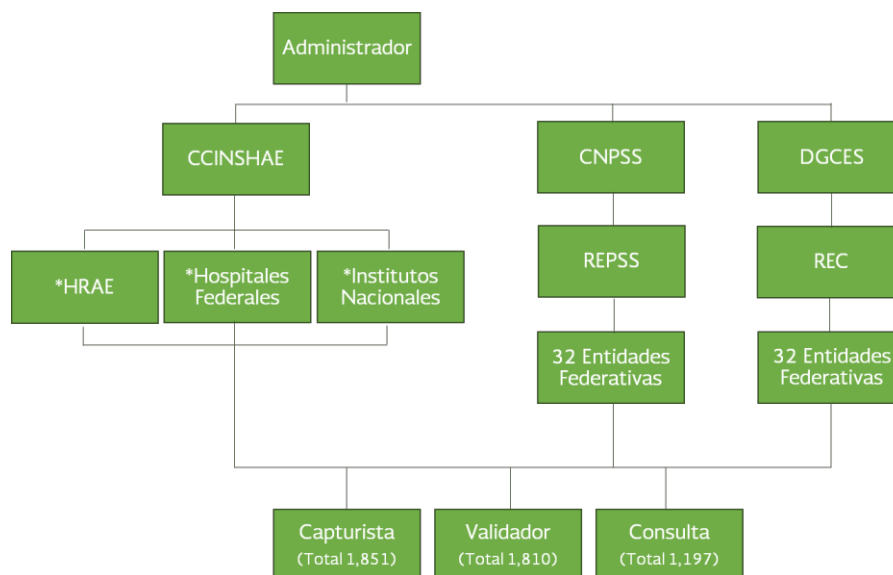 Administrador
CCINSHAE
CNPSS
DGCES
*HRAE
*Hospitales
Federales
*Institutos
Nacionales
REPSS
REC
32 Entidades
Federativas
32 Entidades
Federativas
Capturista
(Total 1,851)
Validador
(Total 1,810)
Consulta
(Total 1,197)